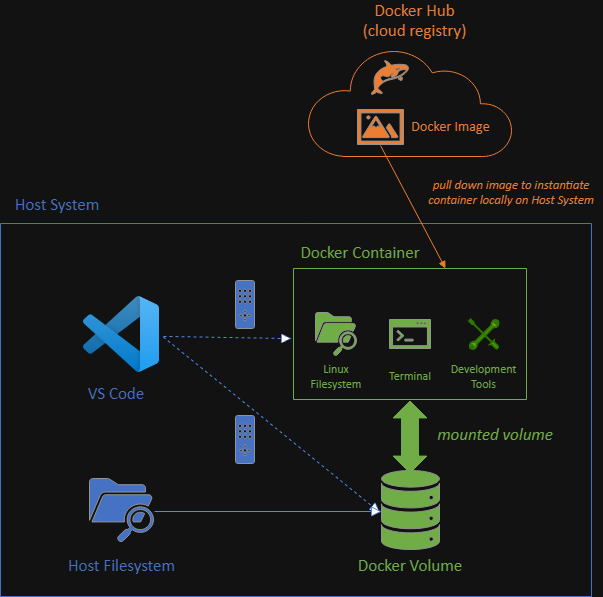 Docker Hub
(cloud registry)
Docker Image
pull down image to instantiate
container locally on Host System
Host System
Docker Container
Linux
Filesystem
Terminal
Development
Tools
VS Code
mounted volume
Host Filesystem
Docker Volume